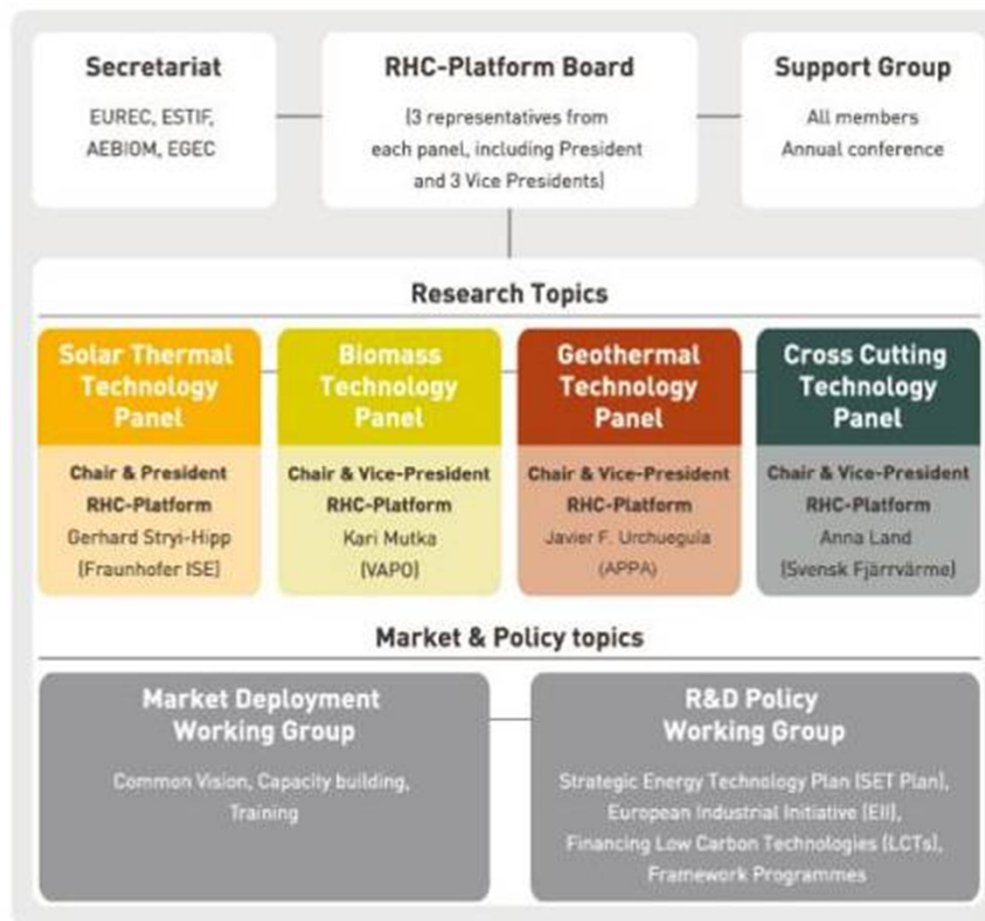 Secretariat
EUREC, ESTIF,
AEBIOM, EGEC
RHC-Platform Board
(3 representatives from
each panel, including President
and 3 Vice Presidents)
Support Group
All members
Annual conference
Research Topics
Solar Thermal
Technology
Panel
Chair & President
RHC-Platform
Gerhard Stryi-Hipp
(Fraunhofer ISE)
Biomass
Technology
Panel
Chair & Vice-President
RHC-Platform
Kari Mutka
(VAPO)
Geothermal
Technology
Panel
Chair & Vice-President
RHC-Platform
Javier F. Urchueguia
(APPA)
Cross Cutting
Technology
Panel
Chair & Vice-President
RHC-Platform
Anna Land
(Svensk Fjärrvärme)
Market & Policy topics
Market Deployment
Working Group
Common Vision, Capacity building,
Training
R&D Policy
Working Group
Strategic Energy Technology Plan (SET Plan),
European Industrial Initiative (EII),
Financing Low Carbon Technologies (LCTs),
Framework Programmes